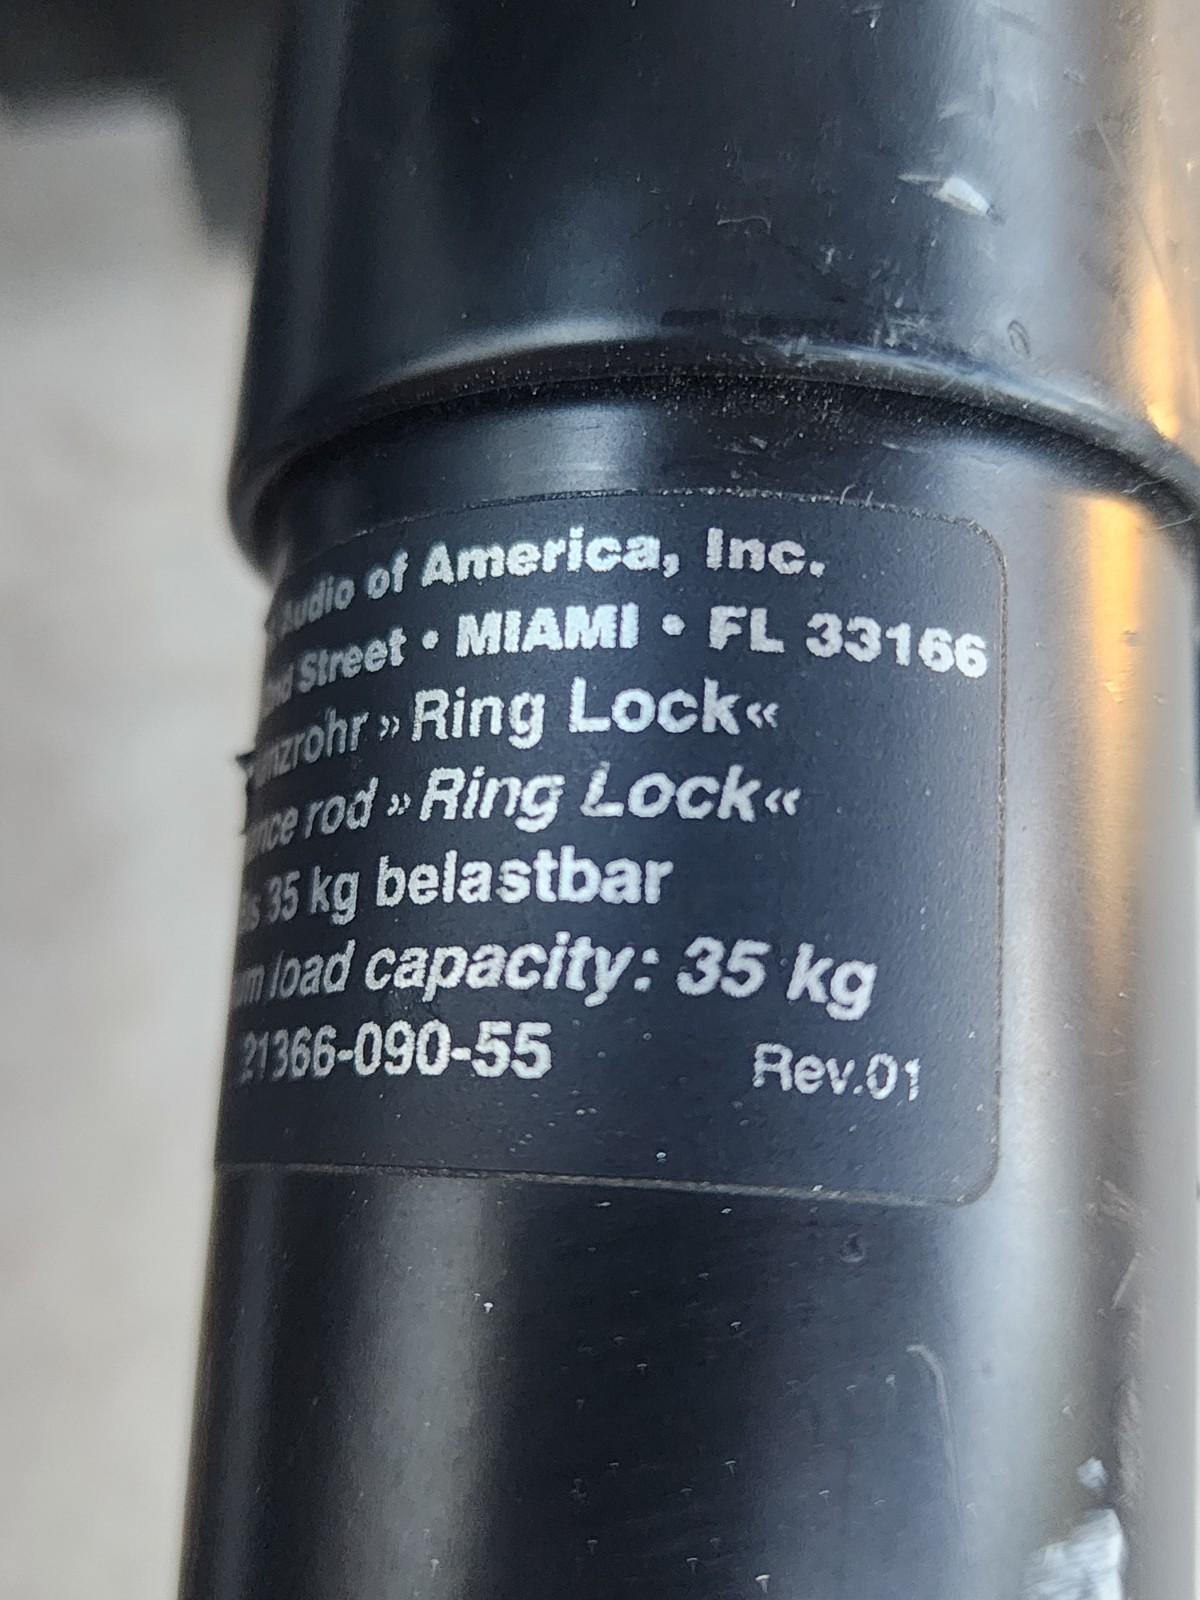 Audio of America, Inc.
Street • MIAMI • FL 33166
»Ring Lock«
rod »Ring Lock«
35 kg belastbar
load capacity: 35 kg
21366-090-55 Rev.01